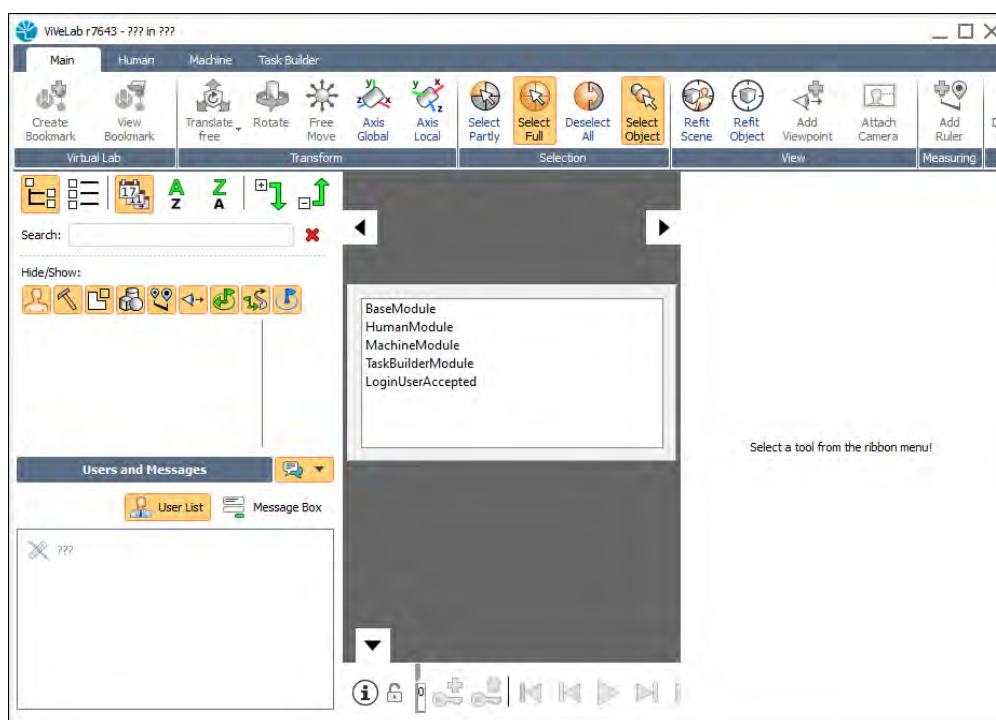 ViVeLab r7643 - ??? in ???
Main Human Machine Task Builder
Create Bookmark
View Bookmark
Translate free
Rotate
Free Move
Axis Global
Axis Local
Select Partly
Select Full
Deselect All
Select Object
Refit Scene
Refit Object
Add Viewpoint
Attach Camera
Add Ruler
Virtual Lab Transform Selection View Measuring
Search:
Hide/Show:
BaseModule
HumanModule
MachineModule
TaskBuilderModule
LoginUserAccepted
Select a tool from the ribbon menu!
Users and Messages
User List Message Box
???
0